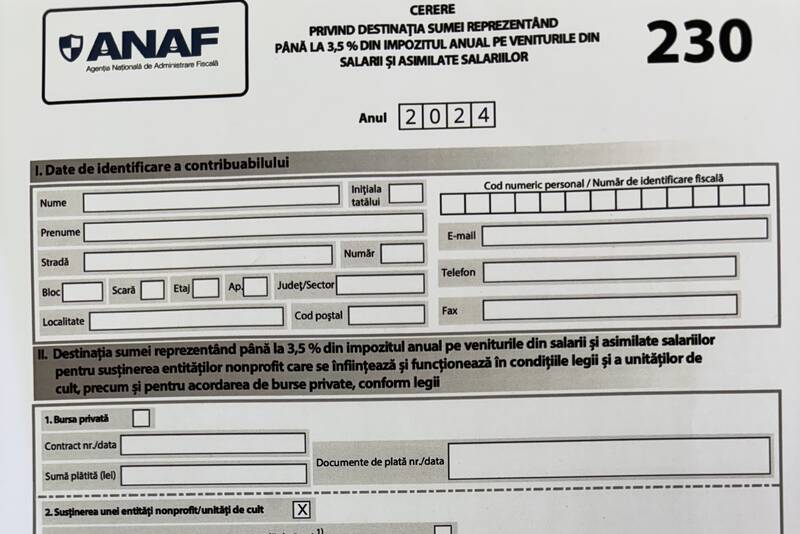 ANAF
Agenția Națională de Administrare Fiscală
CERERE
PRIVIND DESTINAȚIA SUMEI REPREZENTÂND
PÂNĂ LA 3,5 % DIN IMPOZITUL ANUAL PE VENITURILE DIN
SALARII ȘI ASIMILATE SALARIILOR
230
Anul 2024
I. Date de identificare a contribuabilului
Nume
Inițiala
tatălui
Cod numeric personal / Număr de identificare fiscală
Prenume
E-mail
Stradă
Număr
Telefon
Bloc
Scară
Etaj
Ap.
Județ/Sector
Fax
Localitate
Cod poștal
II. Destinația sumei reprezentând până la 3,5 % din impozitul anual pe veniturile din salarii și asimilate salariilor
pentru susținerea entităților nonprofit care se înființează și funcționează în condițiile legii și a unităților de
cult, precum și pentru acordarea de burse private, conform legii
1. Bursa privată
Contract nr./data
Documente de plată nr./data
Sumă plătită (lei)
2. Susținerea unei entități nonprofit/unități de cult X
1)